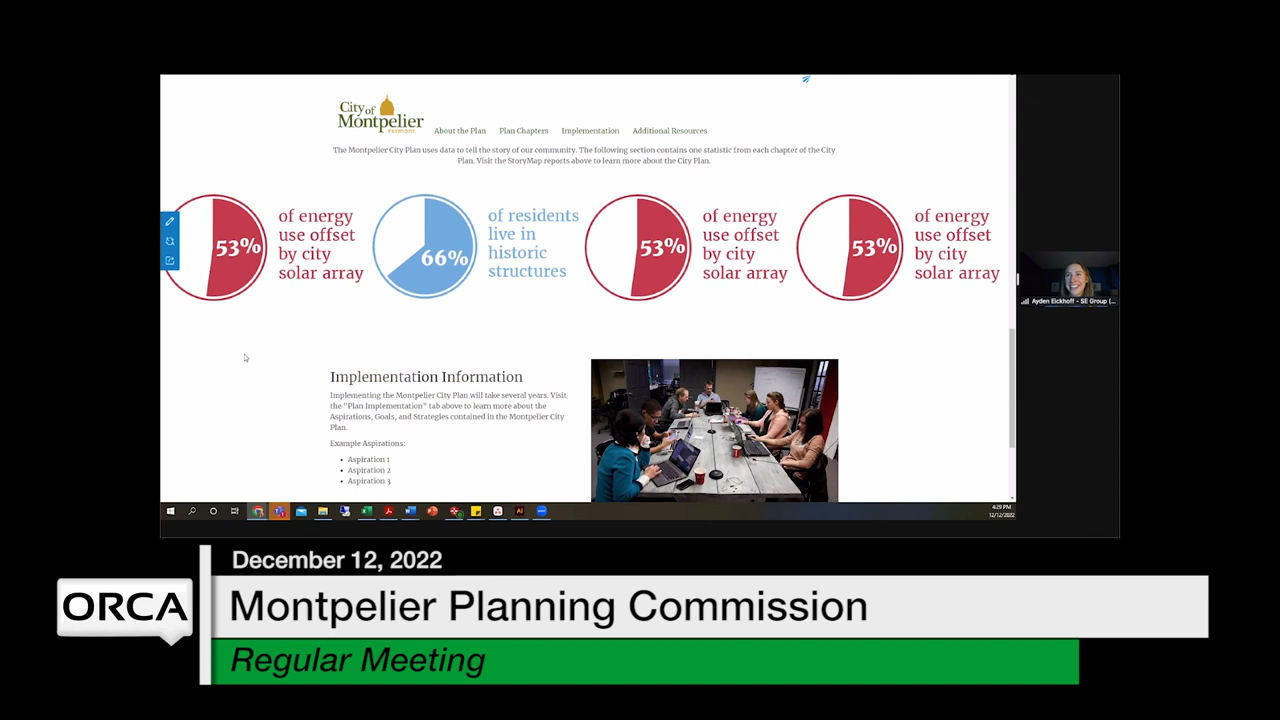 City of
Montpelier
vermont
About the Plan Plan Chapters Implementation Additional Resources
The Montpelier City Plan uses data to tell the story of our community. The following section contains one statistic from each chapter of the City
Plan. Visit the StoryMap reports above to learn more about the City Plan.
53%
of energy
use offset
by city
solar array
66%
of residents
live in
historic
structures
53%
of energy
use offset
by city
solar array
53%
of energy
use offset
by city
solar array
Ayden Eickhoff - SE Group (...
Implementation Information
Implementing the Montpelier City Plan will take several years. Visit
the "Plan Implementation" tab above to learn more about the
Aspirations, Goals, and Strategies contained in the Montpelier City
Plan.
Example Aspirations:
• Aspiration 1
• Aspiration 2
• Aspiration 3
4:29 PM
12/12/2022
December 12, 2022
ORCA
Montpelier Planning Commission
Regular Meeting